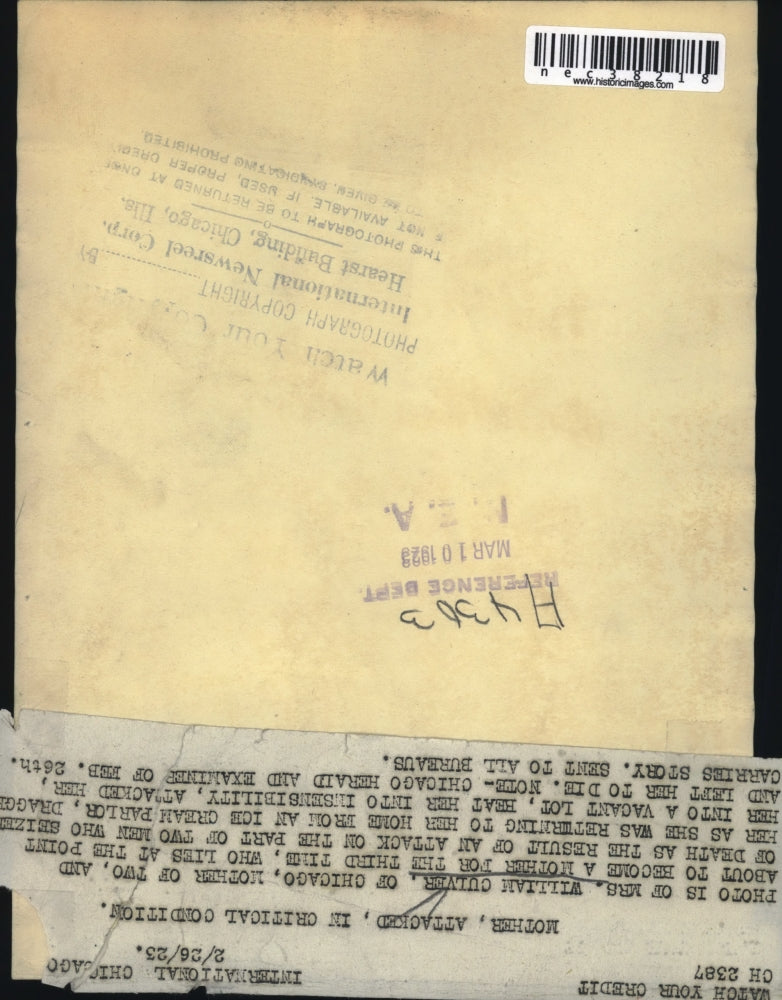 n e c 3 8 2 1 8
www.historicimages.com
WATCH YOUR CREDIT INTERNATIONAL CHICAGO
CH 2387 2/26/23.
MOTHER, ATTACKED, IN CRITICAL CONDITION.
PHOTO IS OF MRS. WILLIAM CULVER, OF CHICAGO, MOTHER OF TWO, AND
ABOUT TO BECOME A MOTHER FOR THE THIRD TIME, WHO LIES AT THE POINT
OF DEATH AS THE RESULT OF AN ATTACK ON THE PART OF TWO MEN WHO SEIZE
HER AS SHE WAS RETURNING TO HER HOME FROM AN ICE CREAM PARLOR, DRAGGE
HER INTO A VACANT LOT, BEAT HER INTO INSENSIBILITY, ATTACKED HER,
AND LEFT HER TO DIE. NOTE- CHICAGO HERALD AND EXAMINER OF FEB. 26th.
CARRIES STORY. SENT TO ALL BUREAUS.
REFERENCE DEPT.
MAR 10 1923
N.E.A.
Watch Your
PHOTOGRAPH COPYRIGHT
International Newsreel Corp.
Hearst Building, Chicago, Ills.
THIS PHOTOGRAPH TO BE RETURNED AT ONCE
IF NOT AVAILABLE. IF USED, PROPER CREDIT
TO BE GIVEN. SYNDICATING PROHIBITED.